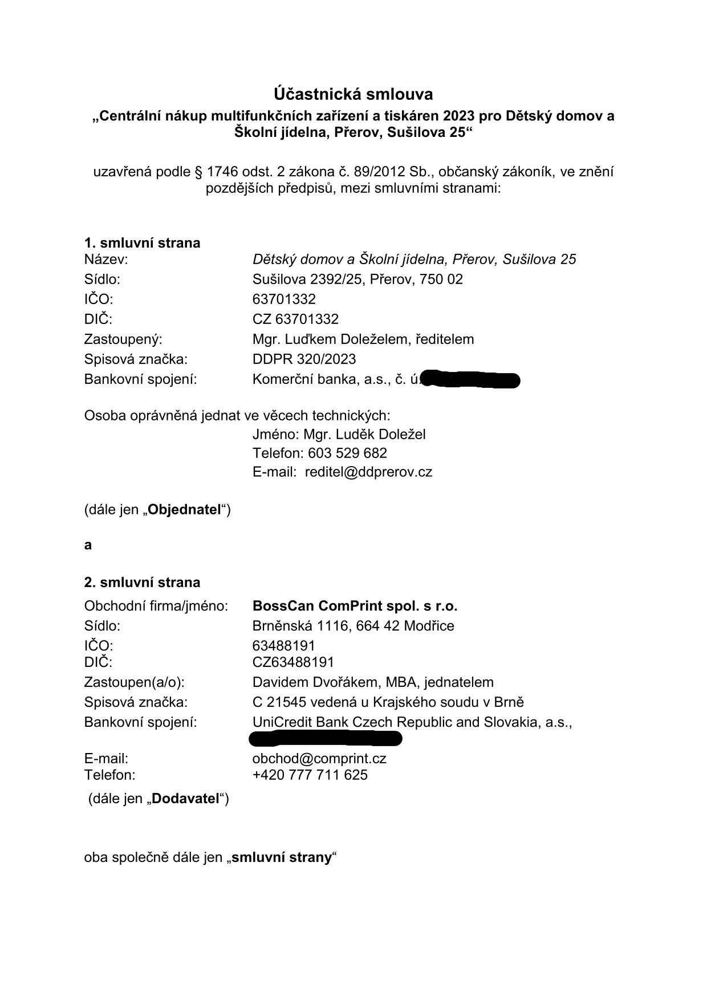 Účastnická smlouva
„Centrální nákup multifunkčních zařízení a tiskáren 2023 pro Dětský domov a
Školní jídelna, Přerov, Sušilova 25“
uzavřená podle § 1746 odst. 2 zákona č. 89/2012 Sb., občanský zákoník, ve znění
pozdějších předpisů, mezi smluvními stranami:
1. smluvní strana
Název: Dětský domov a Školní jídelna, Přerov, Sušilova 25
Sídlo: Sušilova 2392/25, Přerov, 750 02
IČO: 63701332
DIČ: CZ 63701332
Zastoupený: Mgr. Luďkem Doleželem, ředitelem
Spisová značka: DDPR 320/2023
Bankovní spojení: Komerční banka, a.s., č. ú.
Osoba oprávněná jednat ve věcech technických:
Jméno: Mgr. Luděk Doležel
Telefon: 603 529 682
E-mail: reditel@ddprerov.cz
(dále jen „Objednatel“)
a
2. smluvní strana
Obchodní firma/jméno: BossCan ComPrint spol. s r.o.
Sídlo: Brněnská 1116, 664 42 Modřice
IČO: 63488191
DIČ: CZ63488191
Zastoupen(a/o): Davidem Dvořákem, MBA, jednatelem
Spisová značka: C 21545 vedená u Krajského soudu v Brně
Bankovní spojení: UniCredit Bank Czech Republic and Slovakia, a.s.,
E-mail: obchod@comprint.cz
Telefon: +420 777 711 625
(dále jen „Dodavatel“)
oba společně dále jen „smluvní strany“